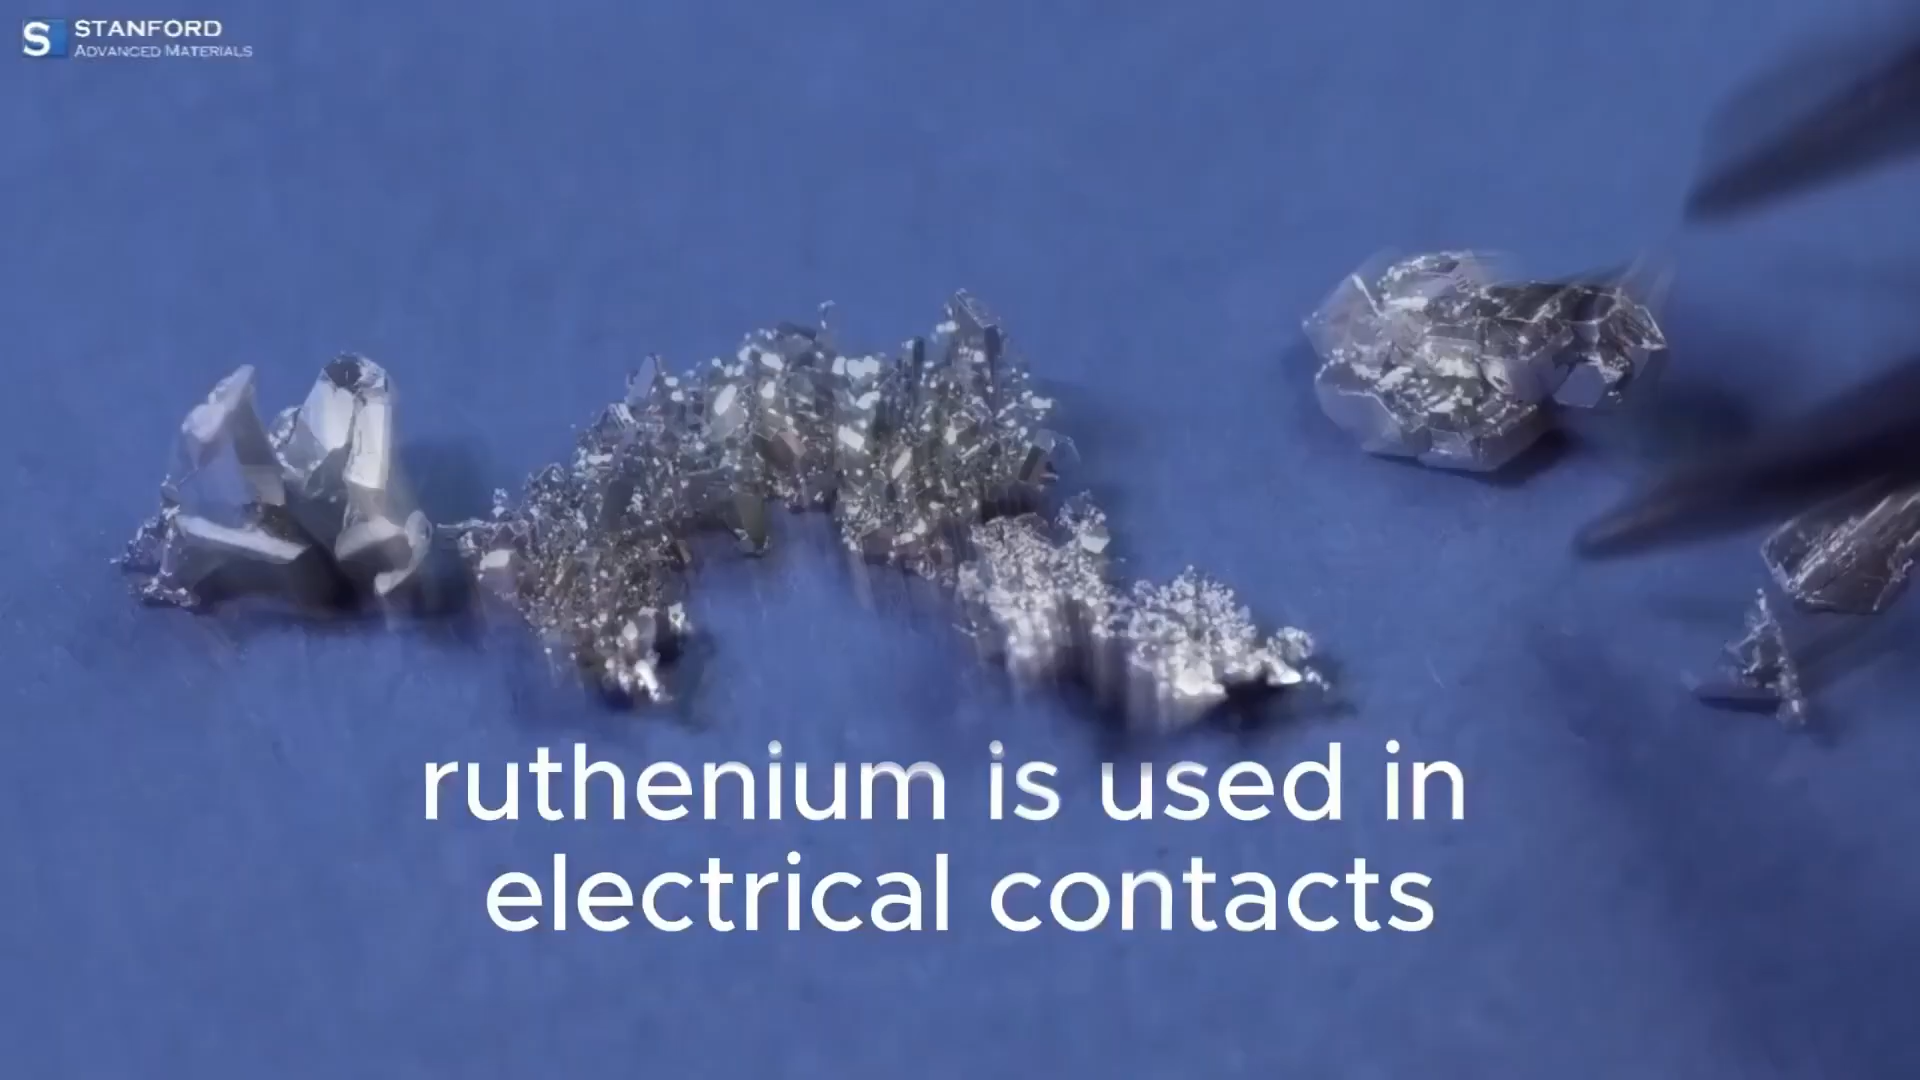 S
STANFORD
ADVANCED MATERIALS
ruthenium is used in
electrical contacts